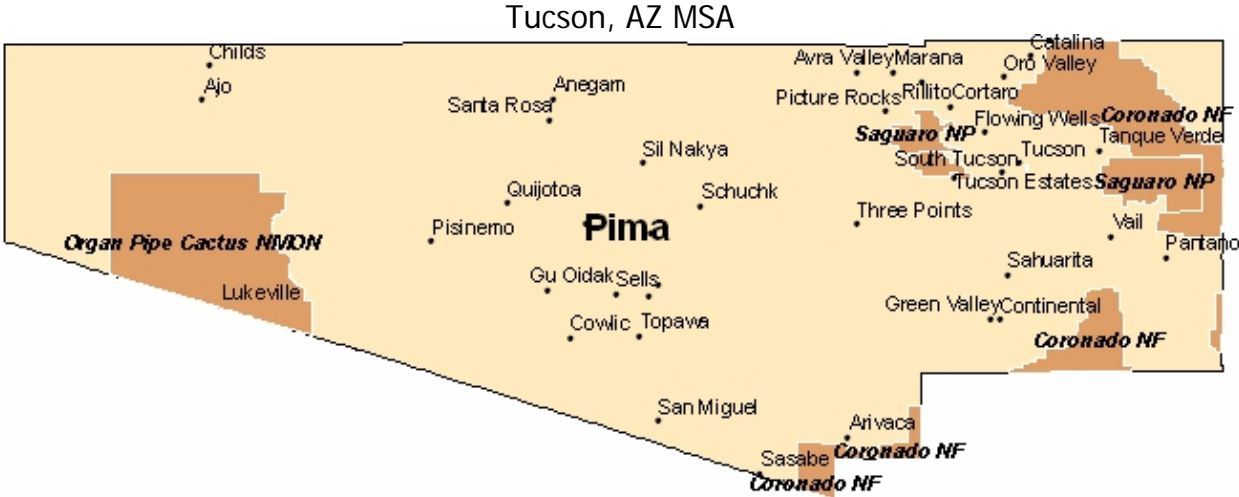 Tucson, AZ MSA
Childs
Ajo
Anegam
Santa Rosa
Avra Valley
Marana
Catalina
Oro Valley
Picture Rocks
Rillito
Cortaro
Coronado NF
Flowing Wells
Saguaro NP
Tanque Verde
Sil Nakya
South Tucson
Tucson
Tucson Estates
Saguaro NP
Quijotoa
Schuchk
Three Points
Pisinemo
Pima
Vail
Organ Pipe Cactus NMON
Pantano
Sahuarita
Gu Oidak
Sells
Lukeville
Green Valley
Continental
Cowlic
Topawa
Coronado NF
San Miguel
Arivaca
Coronado NF
Sasabe
Coronado NF